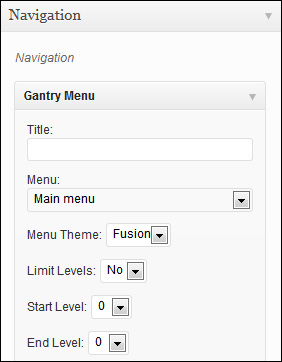 Navigation
Navigation
Gantry Menu
Title:
Menu:
Main menu
Menu Theme: Fusion
Limit Levels: No
Start Level: 0
End Level: 0